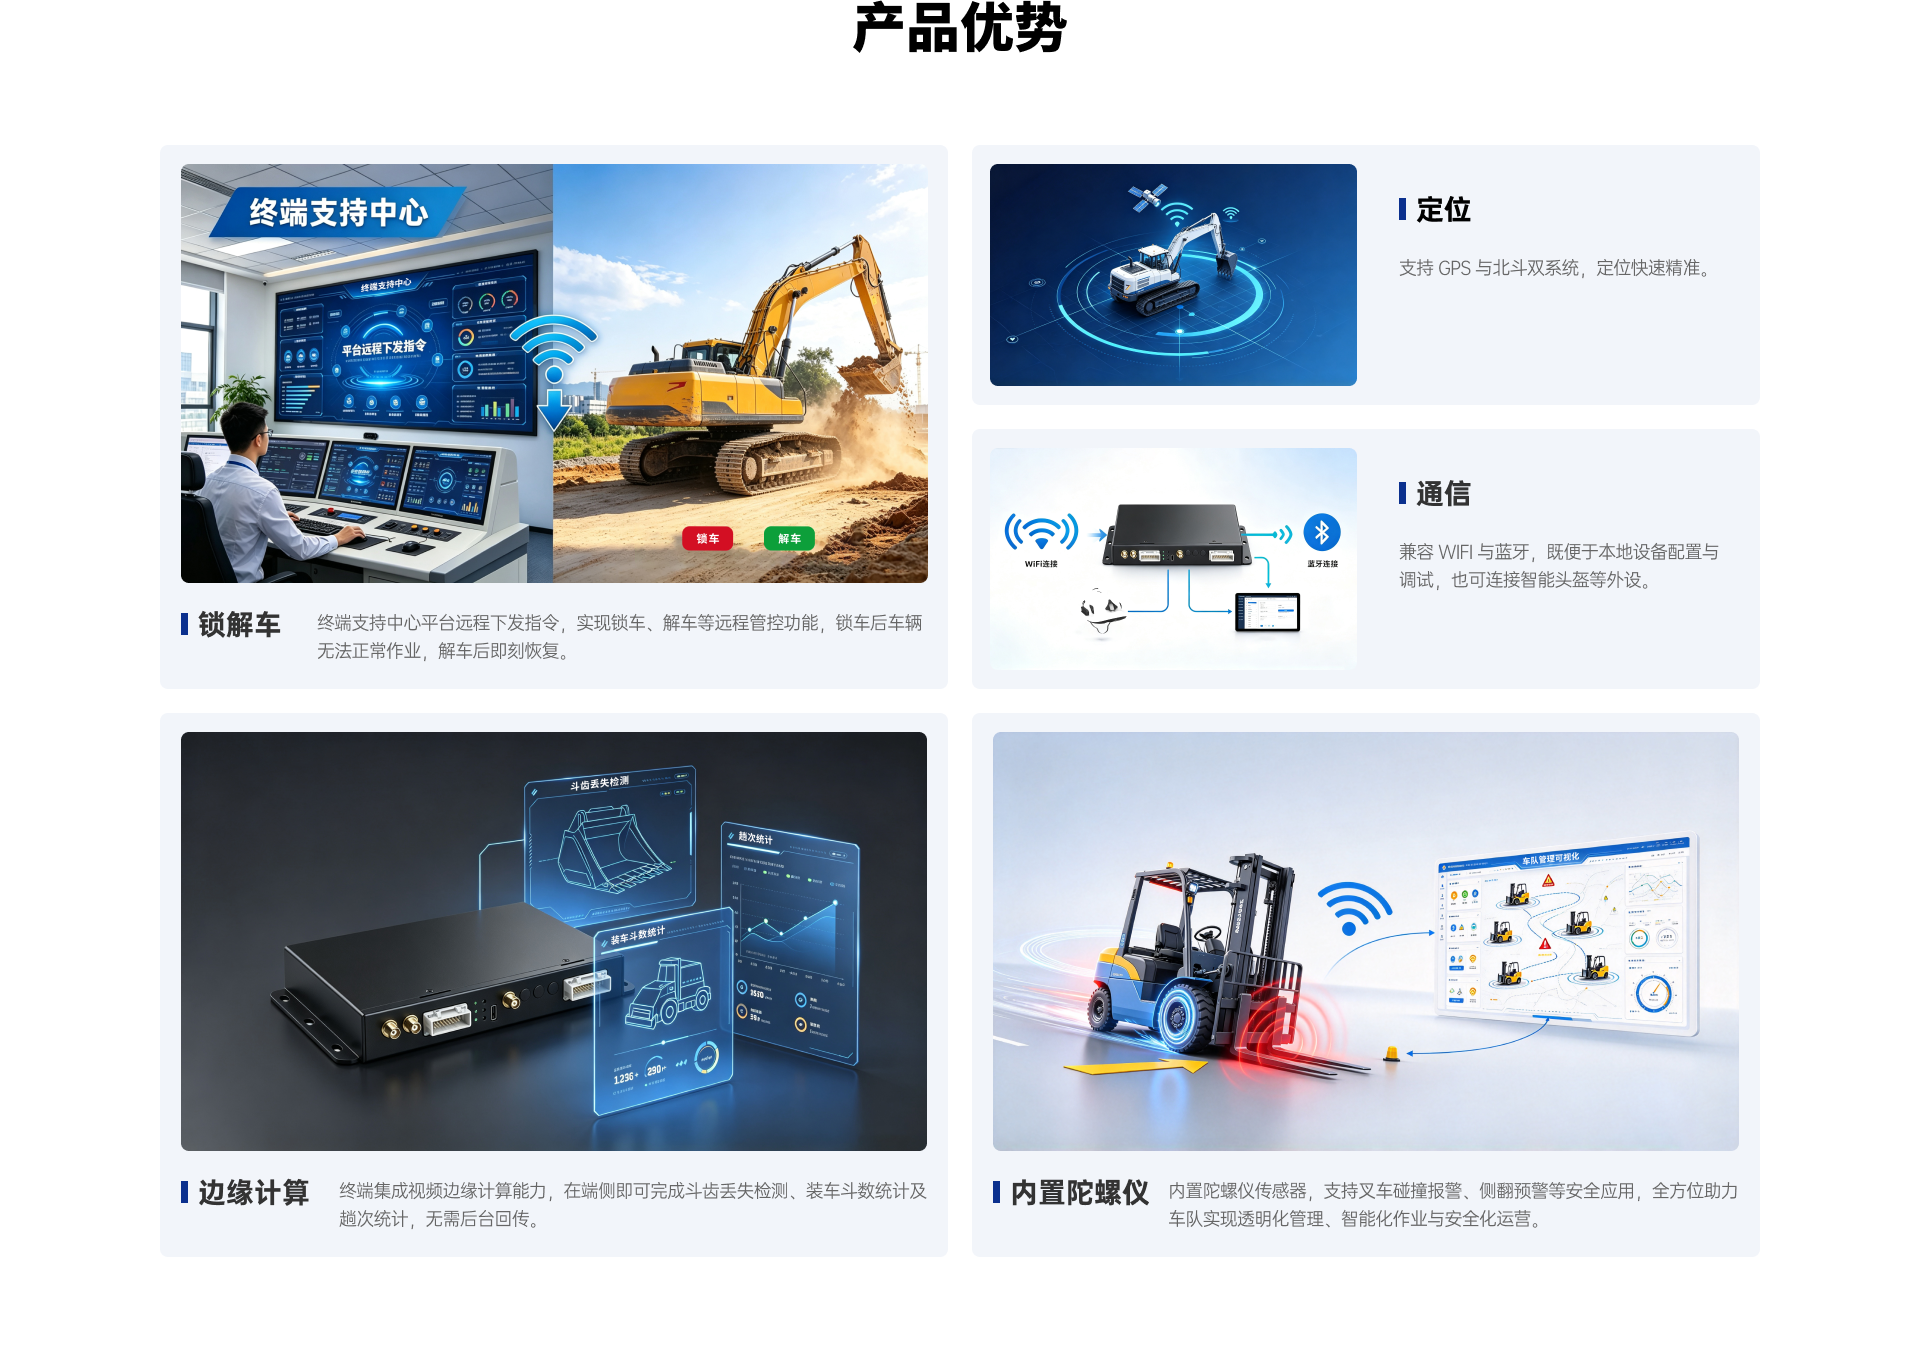 产品优势
终端支持中心
终端支持中心
平台远程下发指令
锁车
解车
锁解车
终端支持中心平台远程下发指令，实现锁车、解车等远程管控功能，锁车后车辆
无法正常作业，解车后即刻恢复。
定位
支持 GPS 与北斗双系统，定位快速精准。
WiFi连接
蓝牙连接
通信
兼容 WIFI 与蓝牙，既便于本地设备配置与
调试，也可连接智能头盔等外设。
斗齿丢失检测
趟次统计
装车斗数统计
边缘计算
终端集成视频边缘计算能力，在端侧即可完成斗齿丢失检测、装车斗数统计及
趟次统计，无需后台回传。
车队管理可视化
内置陀螺仪
内置陀螺仪传感器，支持叉车碰撞报警、侧翻预警等安全应用，全方位助力
车队实现透明化管理、智能化作业与安全化运营。